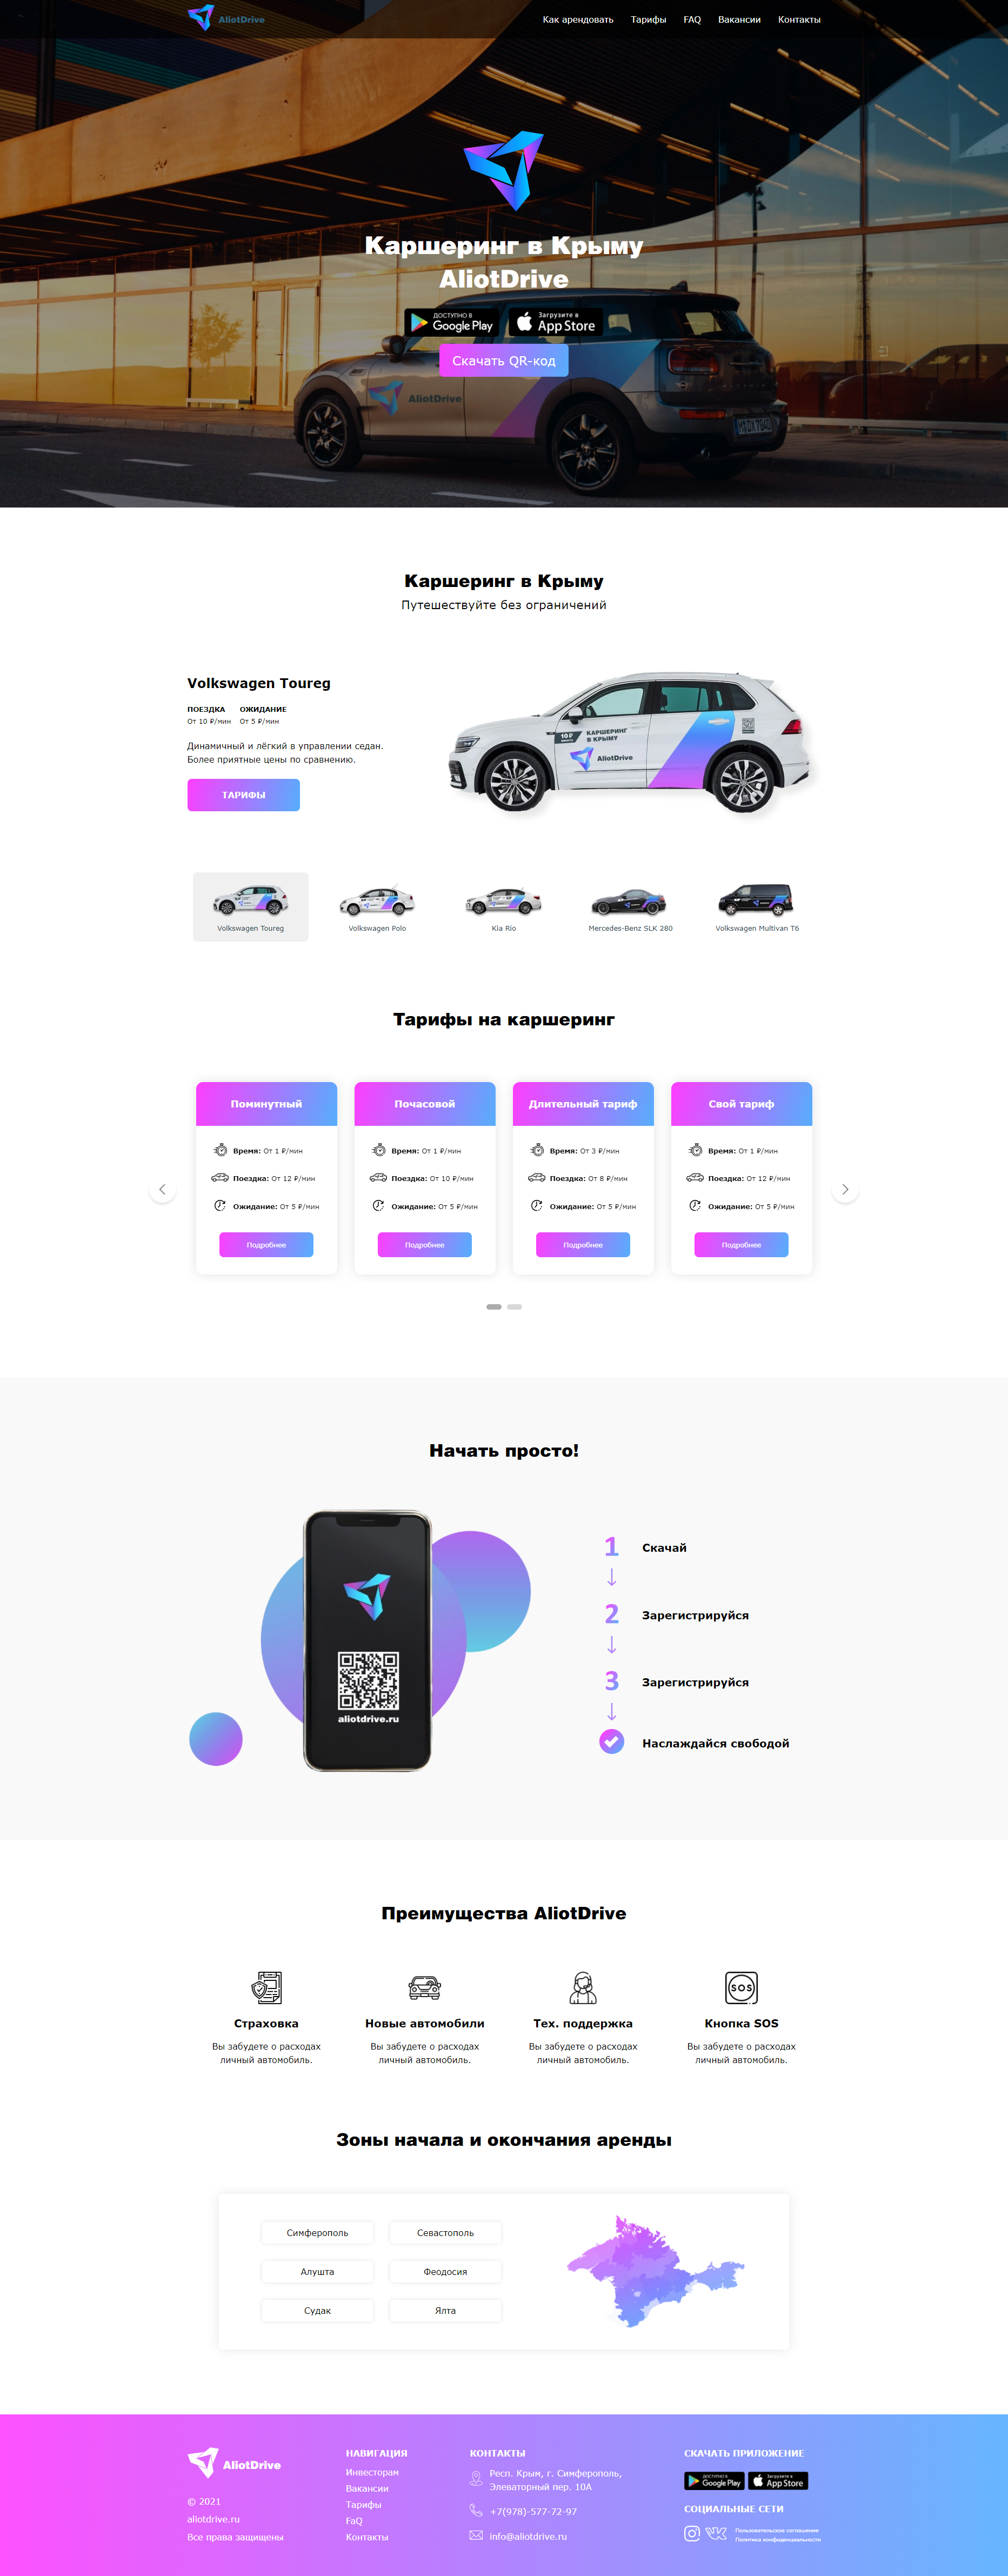 AliotDrive
Как арендовать
Тарифы
FAQ
Вакансии
Контакты
Каршеринг в Крыму
AliotDrive
ДОСТУПНО В
Google Play
Загрузите в
App Store
Скачать QR-код
AliotDrive
Каршеринг в Крыму
Путешествуйте без ограничений
Volkswagen Toureg
ПОЕЗДКА
ОЖИДАНИЕ
От 10 ₽/мин
От 5 ₽/мин
Динамичный и лёгкий в управлении седан.
Более приятные цены по сравнению.
ТАРИФЫ
10 ₽
КАРШЕРИНГ
В КРЫМУ
AliotDrive
Volkswagen Toureg
Volkswagen Polo
Kia Rio
Mercedes-Benz SLK 280
Volkswagen Multivan T6
Тарифы на каршеринг
Поминутный
Время: От 1 ₽/мин
Поездка: От 12 ₽/мин
Ожидание: От 5 ₽/мин
Подробнее
Почасовой
Время: От 1 ₽/мин
Поездка: От 10 ₽/мин
Ожидание: От 5 ₽/мин
Подробнее
Длительный тариф
Время: От 3 ₽/мин
Поездка: От 8 ₽/мин
Ожидание: От 5 ₽/мин
Подробнее
Свой тариф
Время: От 1 ₽/мин
Поездка: От 12 ₽/мин
Ожидание: От 5 ₽/мин
Подробнее
Начать просто!
aliotdrive.ru
1 Скачай
2 Зарегистрируйся
3 Зарегистрируйся
Наслаждайся свободой
Преимущества AliotDrive
Страховка
Вы забудете о расходах
личный автомобиль.
Новые автомобили
Вы забудете о расходах
личный автомобиль.
Тех. поддержка
Вы забудете о расходах
личный автомобиль.
SOS
Кнопка SOS
Вы забудете о расходах
личный автомобиль.
Зоны начала и окончания аренды
Симферополь
Севастополь
Алушта
Феодосия
Судак
Ялта
AliotDrive
© 2021
aliotdrive.ru
Все права защищены
НАВИГАЦИЯ
Инвесторам
Вакансии
Тарифы
FaQ
Контакты
КОНТАКТЫ
Респ. Крым, г. Симферополь,
Элеваторный пер. 10А
+7(978)-577-72-97
info@aliotdrive.ru
СКАЧАТЬ ПРИЛОЖЕНИЕ
ДОСТУПНО В
Google Play
Загрузите в
App Store
СОЦИАЛЬНЫЕ СЕТИ
Пользовательское соглашение
Политика конфиденциальности